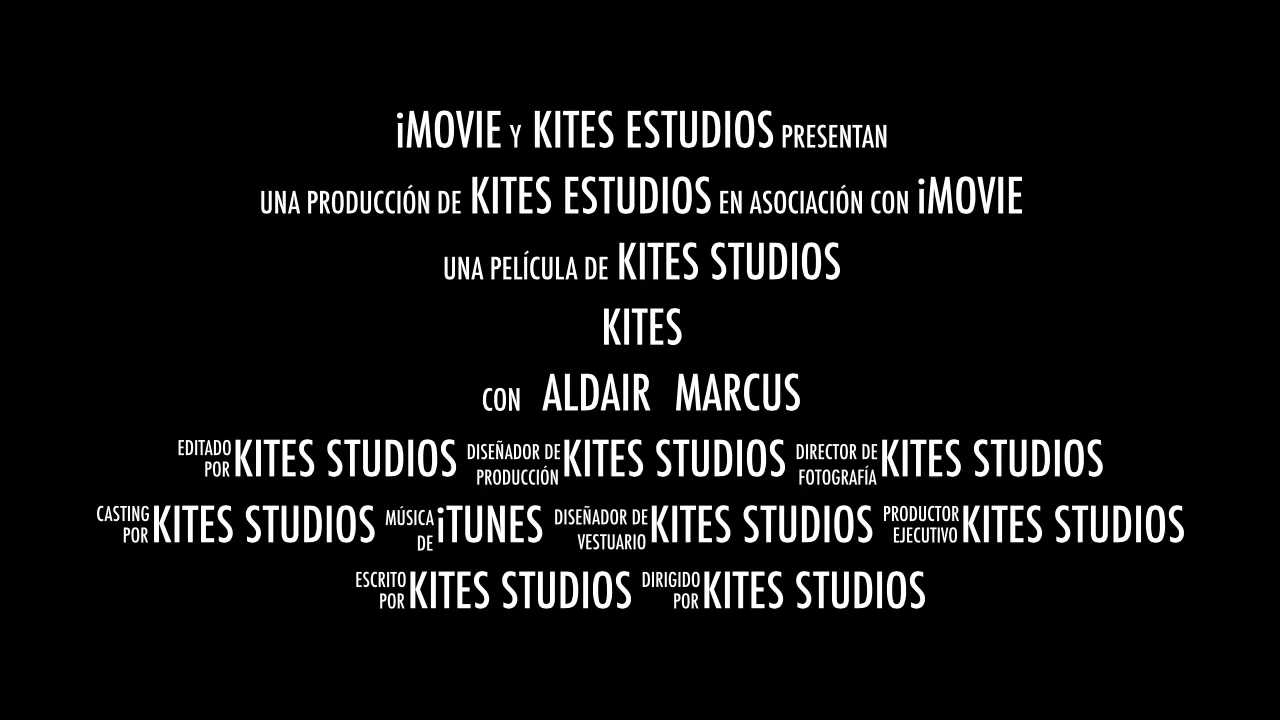 iMOVIE Y KITES ESTUDIOS PRESENTAN
UNA PRODUCCIÓN DE KITES ESTUDIOS EN ASOCIACIÓN CON iMOVIE
UNA PELÍCULA DE KITES STUDIOS
KITES
CON ALDAIR MARCUS
EDITADO POR KITES STUDIOS DISEÑADOR DE PRODUCCIÓN KITES STUDIOS DIRECTOR DE FOTOGRAFÍA KITES STUDIOS
CASTING POR KITES STUDIOS MÚSICA DE iTUNES DISEÑADOR DE VESTUARIO KITES STUDIOS PRODUCTOR EJECUTIVO KITES STUDIOS
ESCRITO POR KITES STUDIOS DIRIGIDO POR KITES STUDIOS